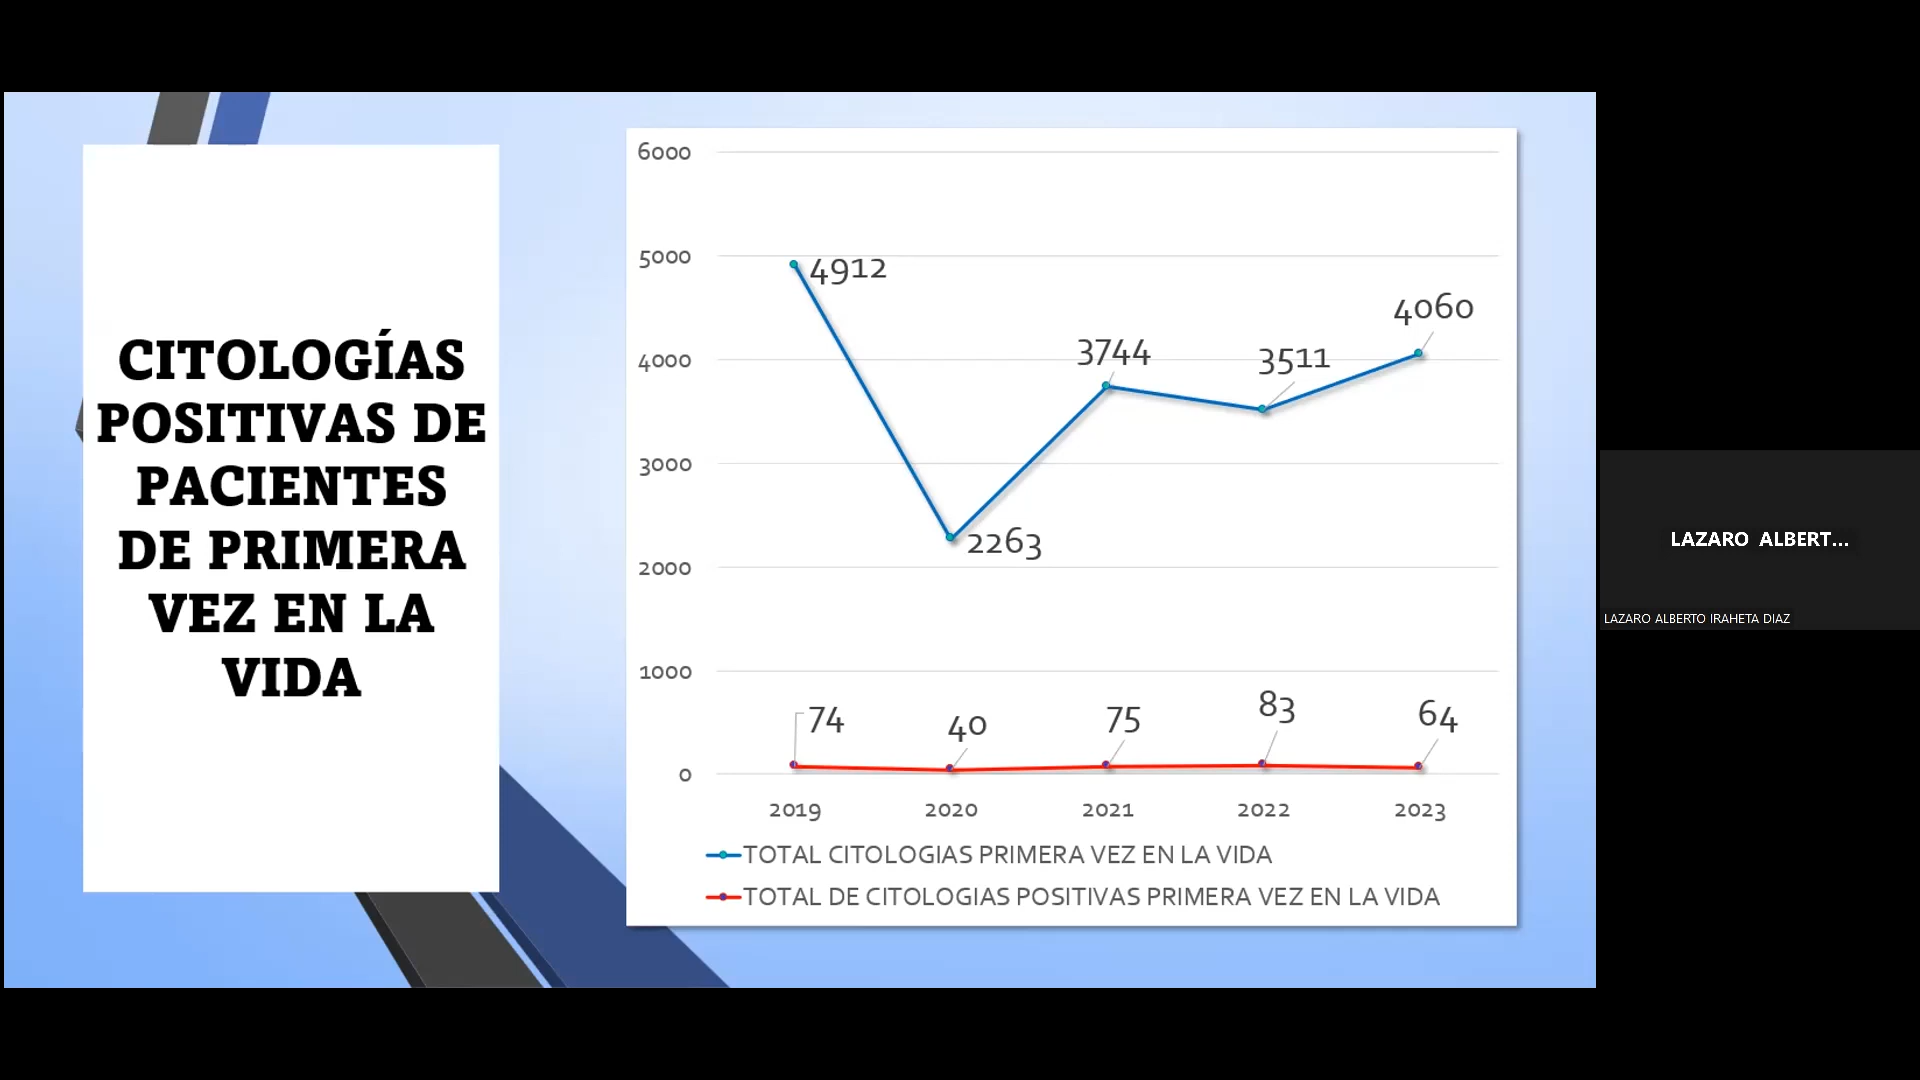 CITOLOGÍAS
POSITIVAS DE
PACIENTES
DE PRIMERA
VEZ EN LA
VIDA
6000
5000
4000
3000
2000
1000
0
4912
2263
3744
3511
4060
74
40
75
83
64
2019 2020 2021 2022 2023
TOTAL CITOLOGIAS PRIMERA VEZ EN LA VIDA
TOTAL DE CITOLOGIAS POSITIVAS PRIMERA VEZ EN LA VIDA
LAZARO ALBERT...
LAZARO ALBERTO IRAHETA DIAZ